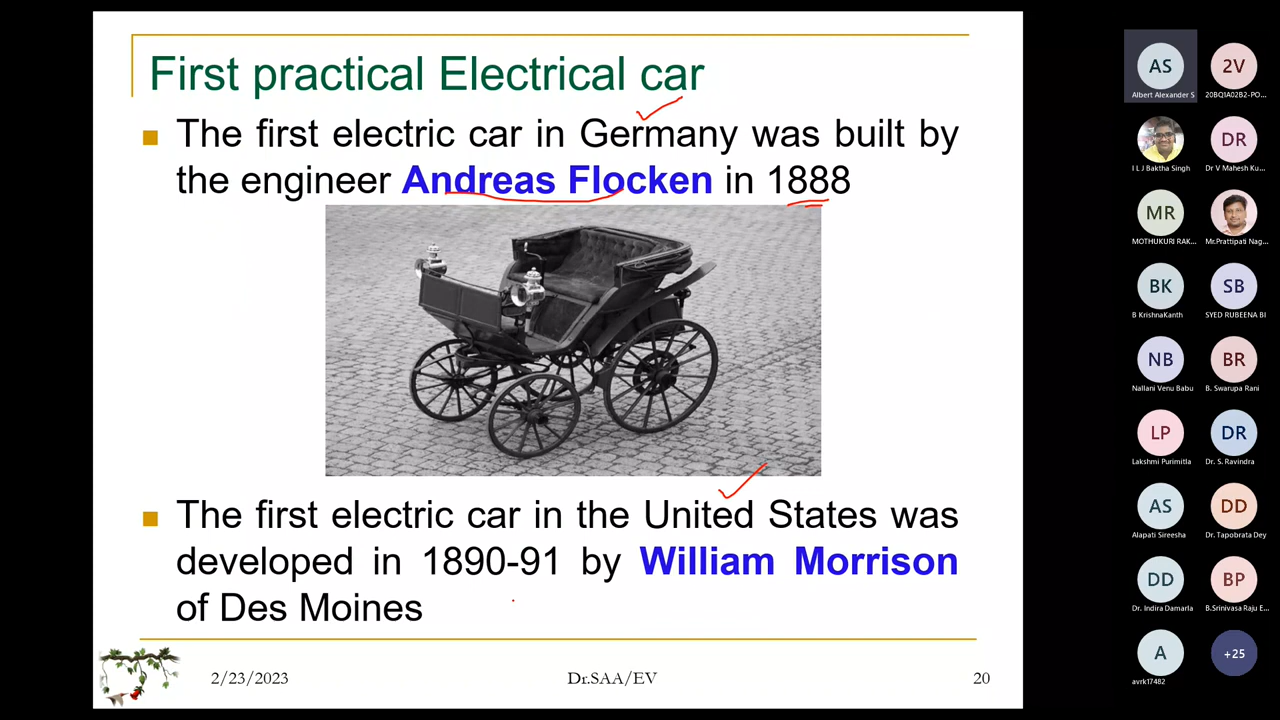 First practical Electrical car
The first electric car in Germany was built by
the engineer Andreas Flocken in 1888
The first electric car in the United States was
developed in 1890-91 by William Morrison
of Des Moines
2/23/2023
Dr.SAA/EV
20
AS
2V
Albert Alexander S
20BQ1A02B2-PO...
DR
I L J Baktha Singh
Dr V Mahesh Ku...
MR
MOTHUKURI RAK...
Mr.Prattipati Nag...
BK
SB
B KrishnaKanth
SYED RUBEENA BI
NB
BR
Nallani Venu Babu
B. Swarupa Rani
LP
DR
Lakshmi Purimitla
Dr. S. Ravindra
AS
DD
Alapati Sireesha
Dr. Tapobrata Dey
DD
BP
Dr. Indira Damarla
B.Srinivasa Raju E...
A
+25
avrk17482